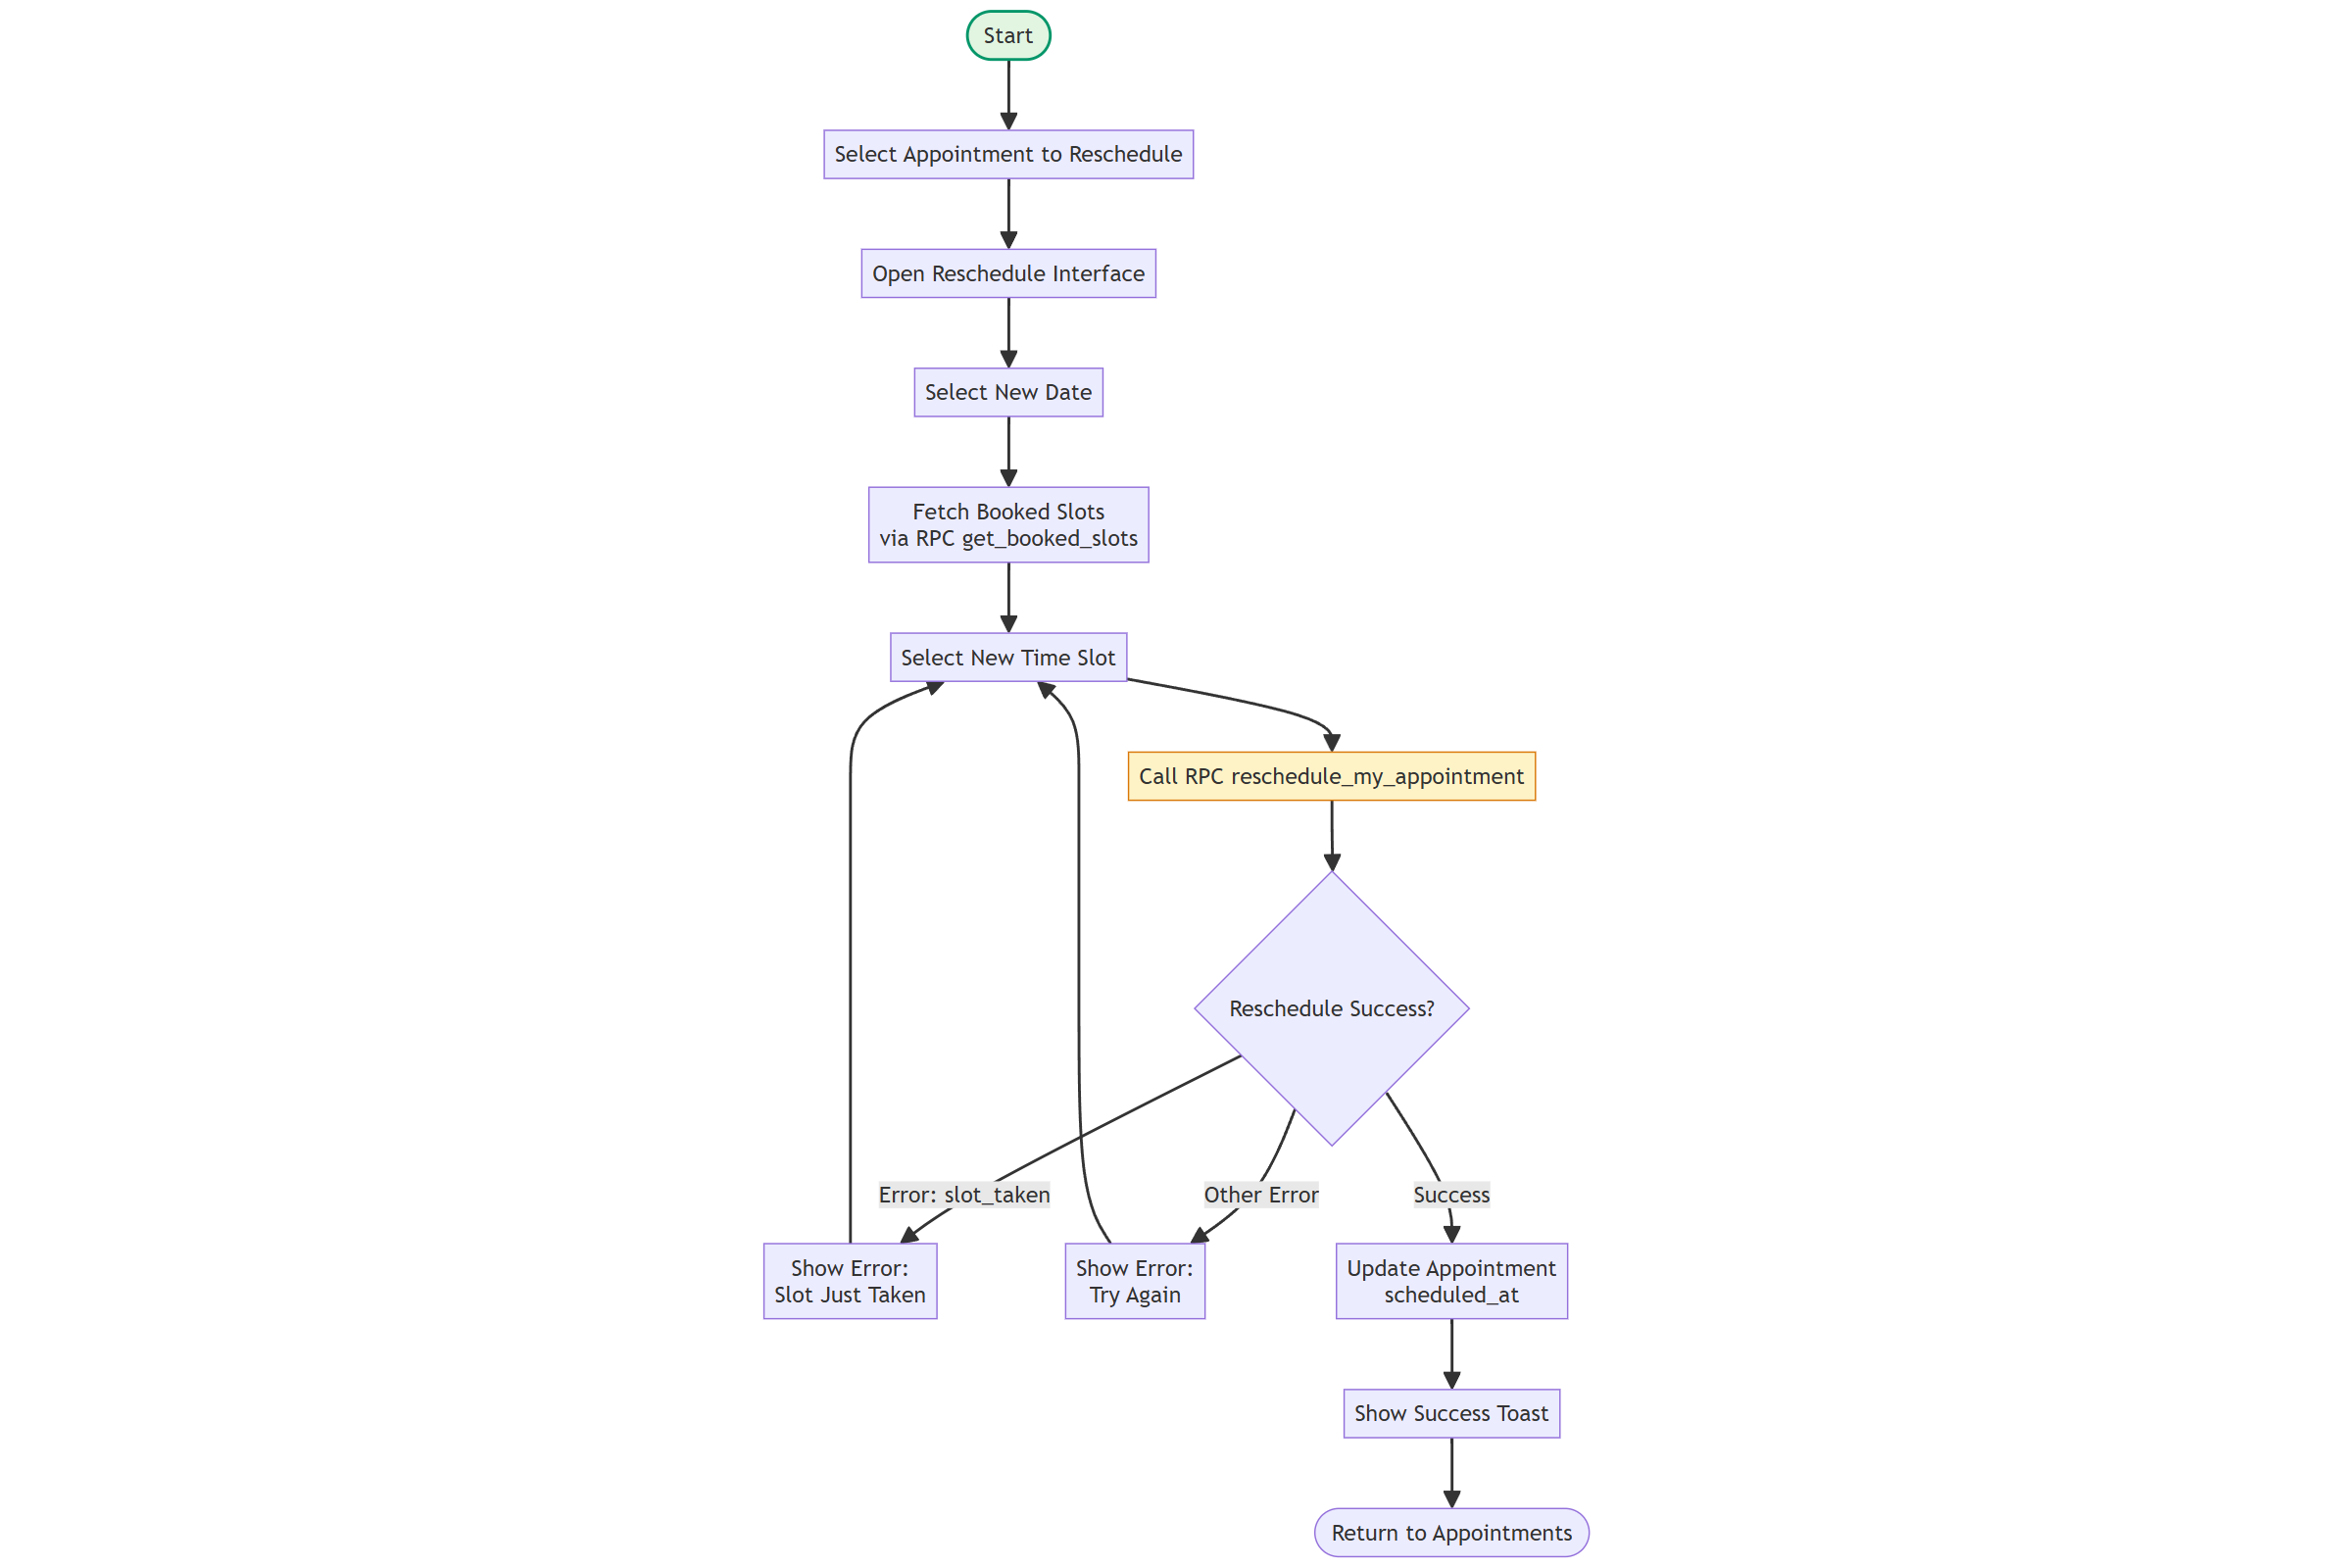 Start
Select Appointment to Reschedule
Open Reschedule Interface
Select New Date
Fetch Booked Slots
via RPC get_booked_slots
Select New Time Slot
Call RPC reschedule_my_appointment
Reschedule Success?
Error: slot_taken
Other Error
Success
Show Error:
Slot Just Taken
Show Error:
Try Again
Update Appointment
scheduled_at
Show Success Toast
Return to Appointments